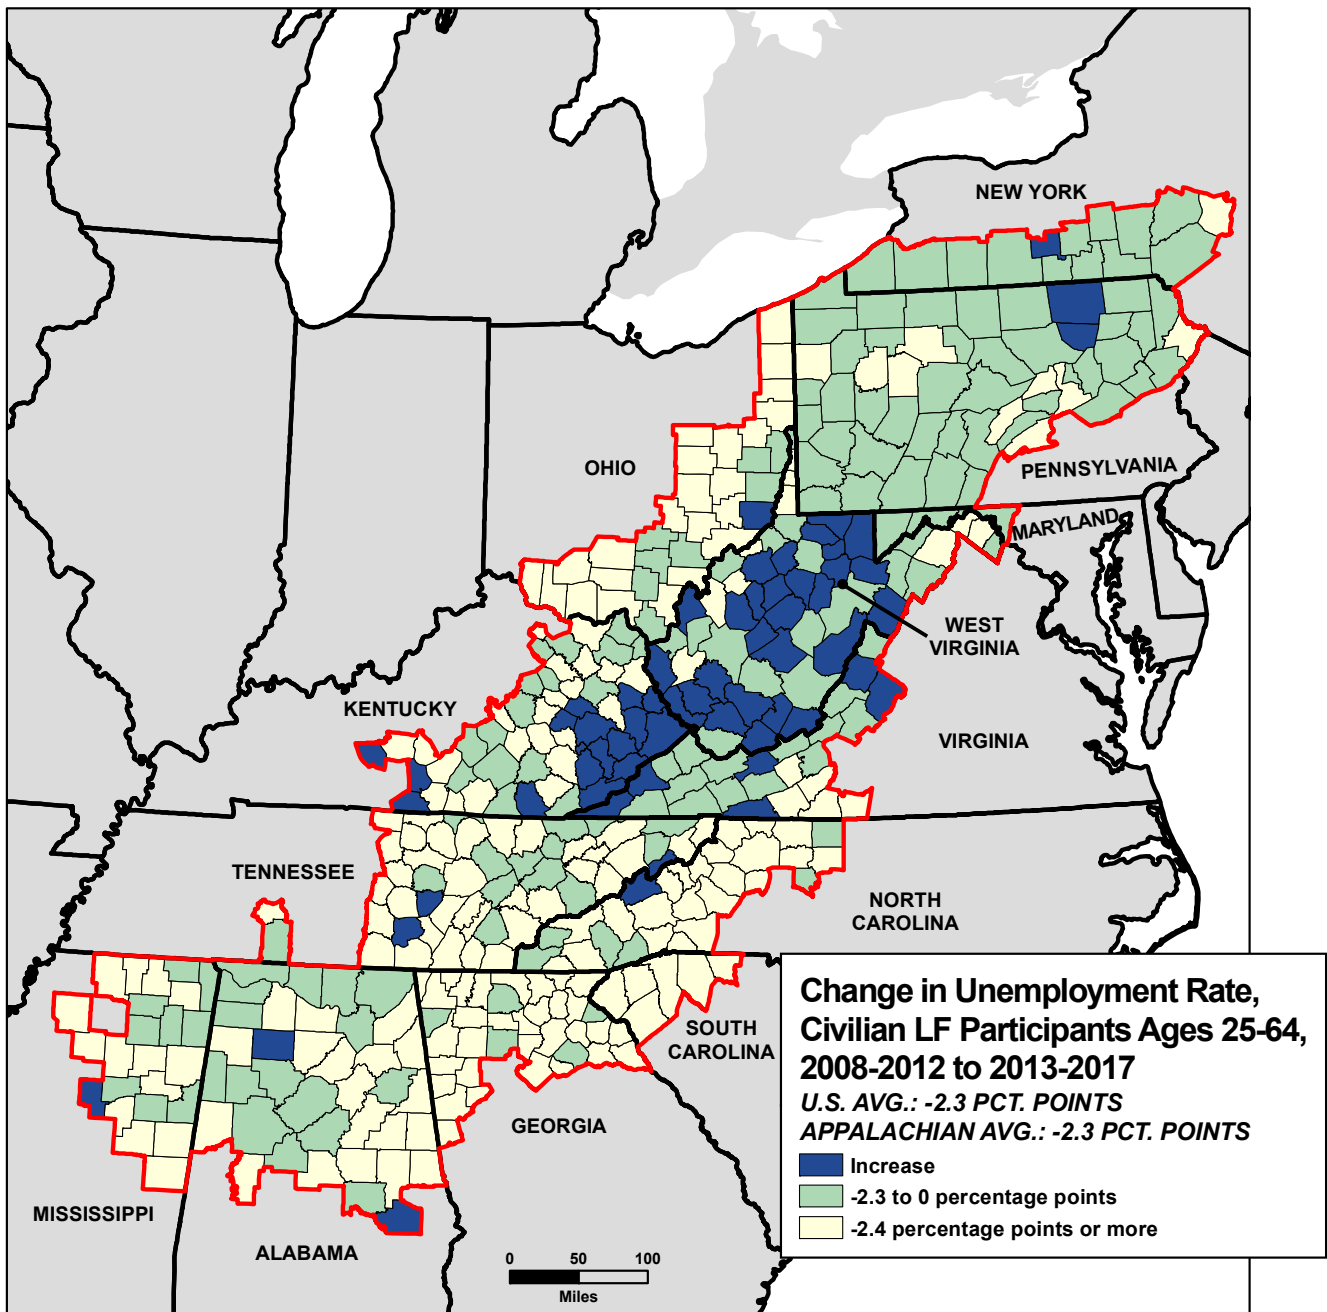 NEW YORK
OHIO
PENNSYLVANIA
MARYLAND
WEST
VIRGINIA
KENTUCKY
VIRGINIA
TENNESSEE
NORTH
CAROLINA
SOUTH
CAROLINA
GEORGIA
MISSISSIPPI
ALABAMA
Change in Unemployment Rate,
Civilian LF Participants Ages 25-64,
2008-2012 to 2013-2017
U.S. AVG.: -2.3 PCT. POINTS
APPALACHIAN AVG.: -2.3 PCT. POINTS
Increase
-2.3 to 0 percentage points
-2.4 percentage points or more
0 50 100
Miles